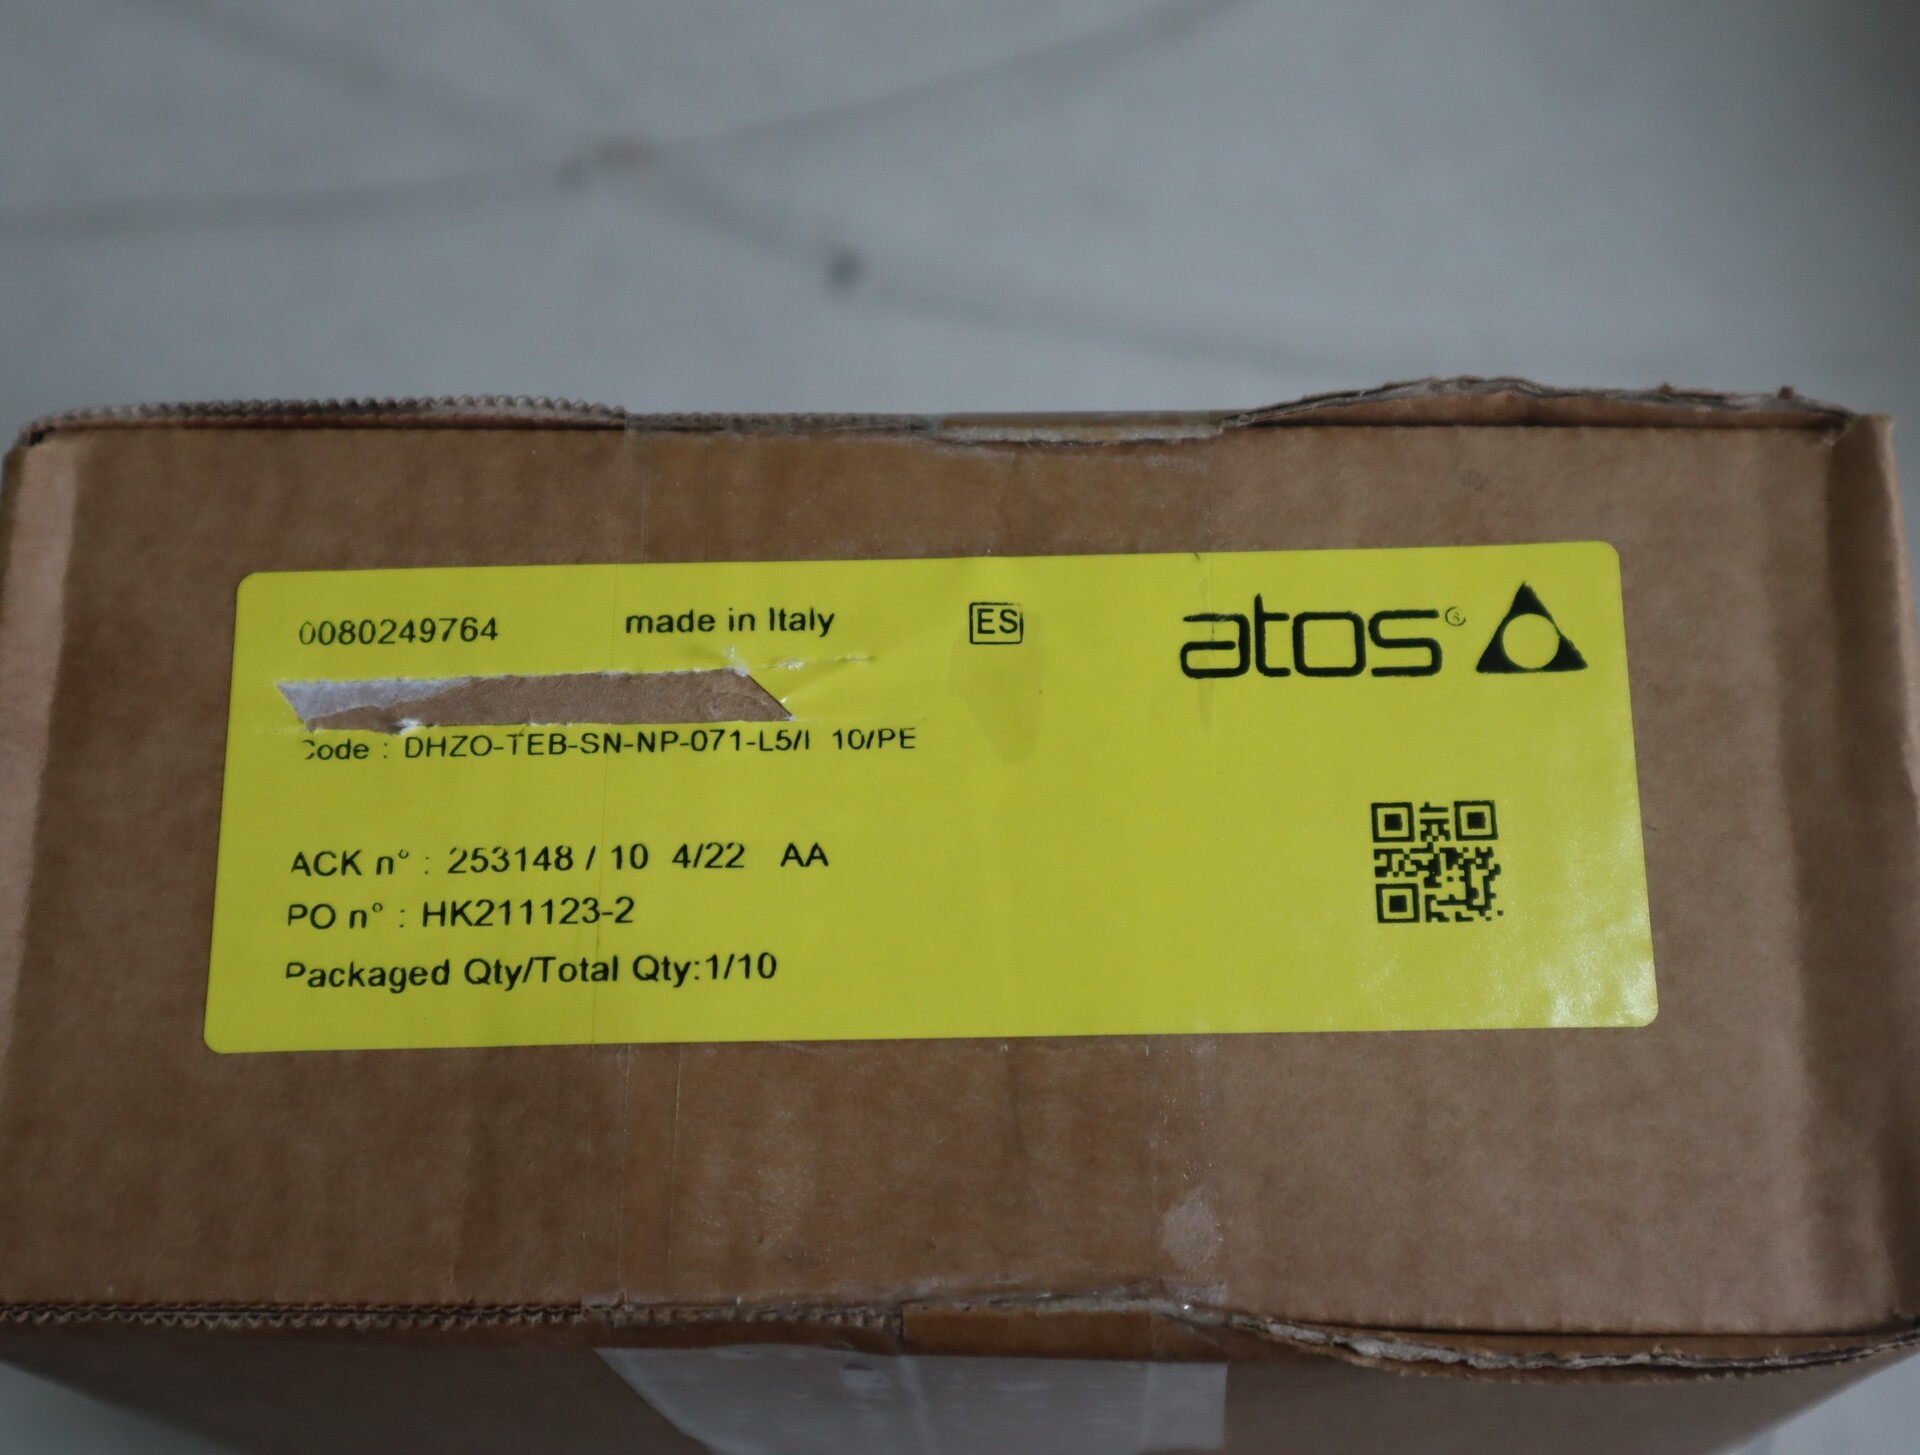 0080249764 made in Italy ES atos®
Code : DHZO-TEB-SN-NP-071-L5/I 10/PE
ACK n° : 253148 / 10 4/22 AA
PO n° : HK211123-2
Packaged Qty/Total Qty:1/10